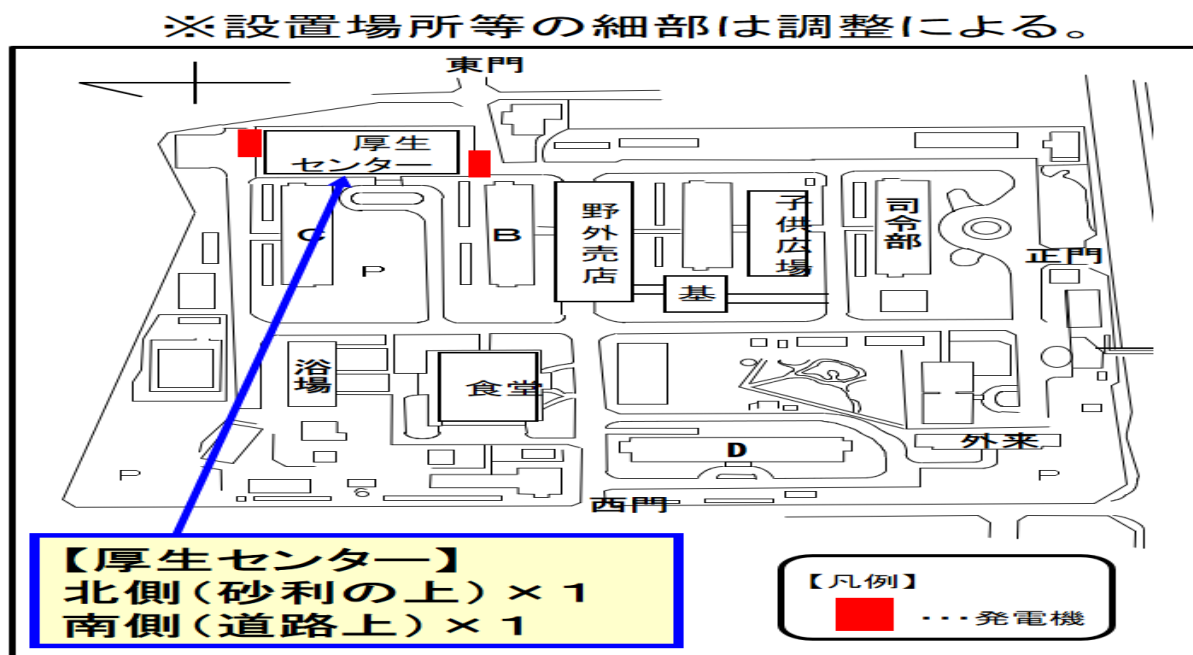 ※設置場所等の細部は調整による。
東門
厚生
センター
C
P
B
野外売店
子供広場
司令部
正門
基
浴場
食堂
D
外来
P
P
西門
【厚生センター】
北側(砂利の上)×1
南側(道路上)×1
【凡例】
･･･発電機